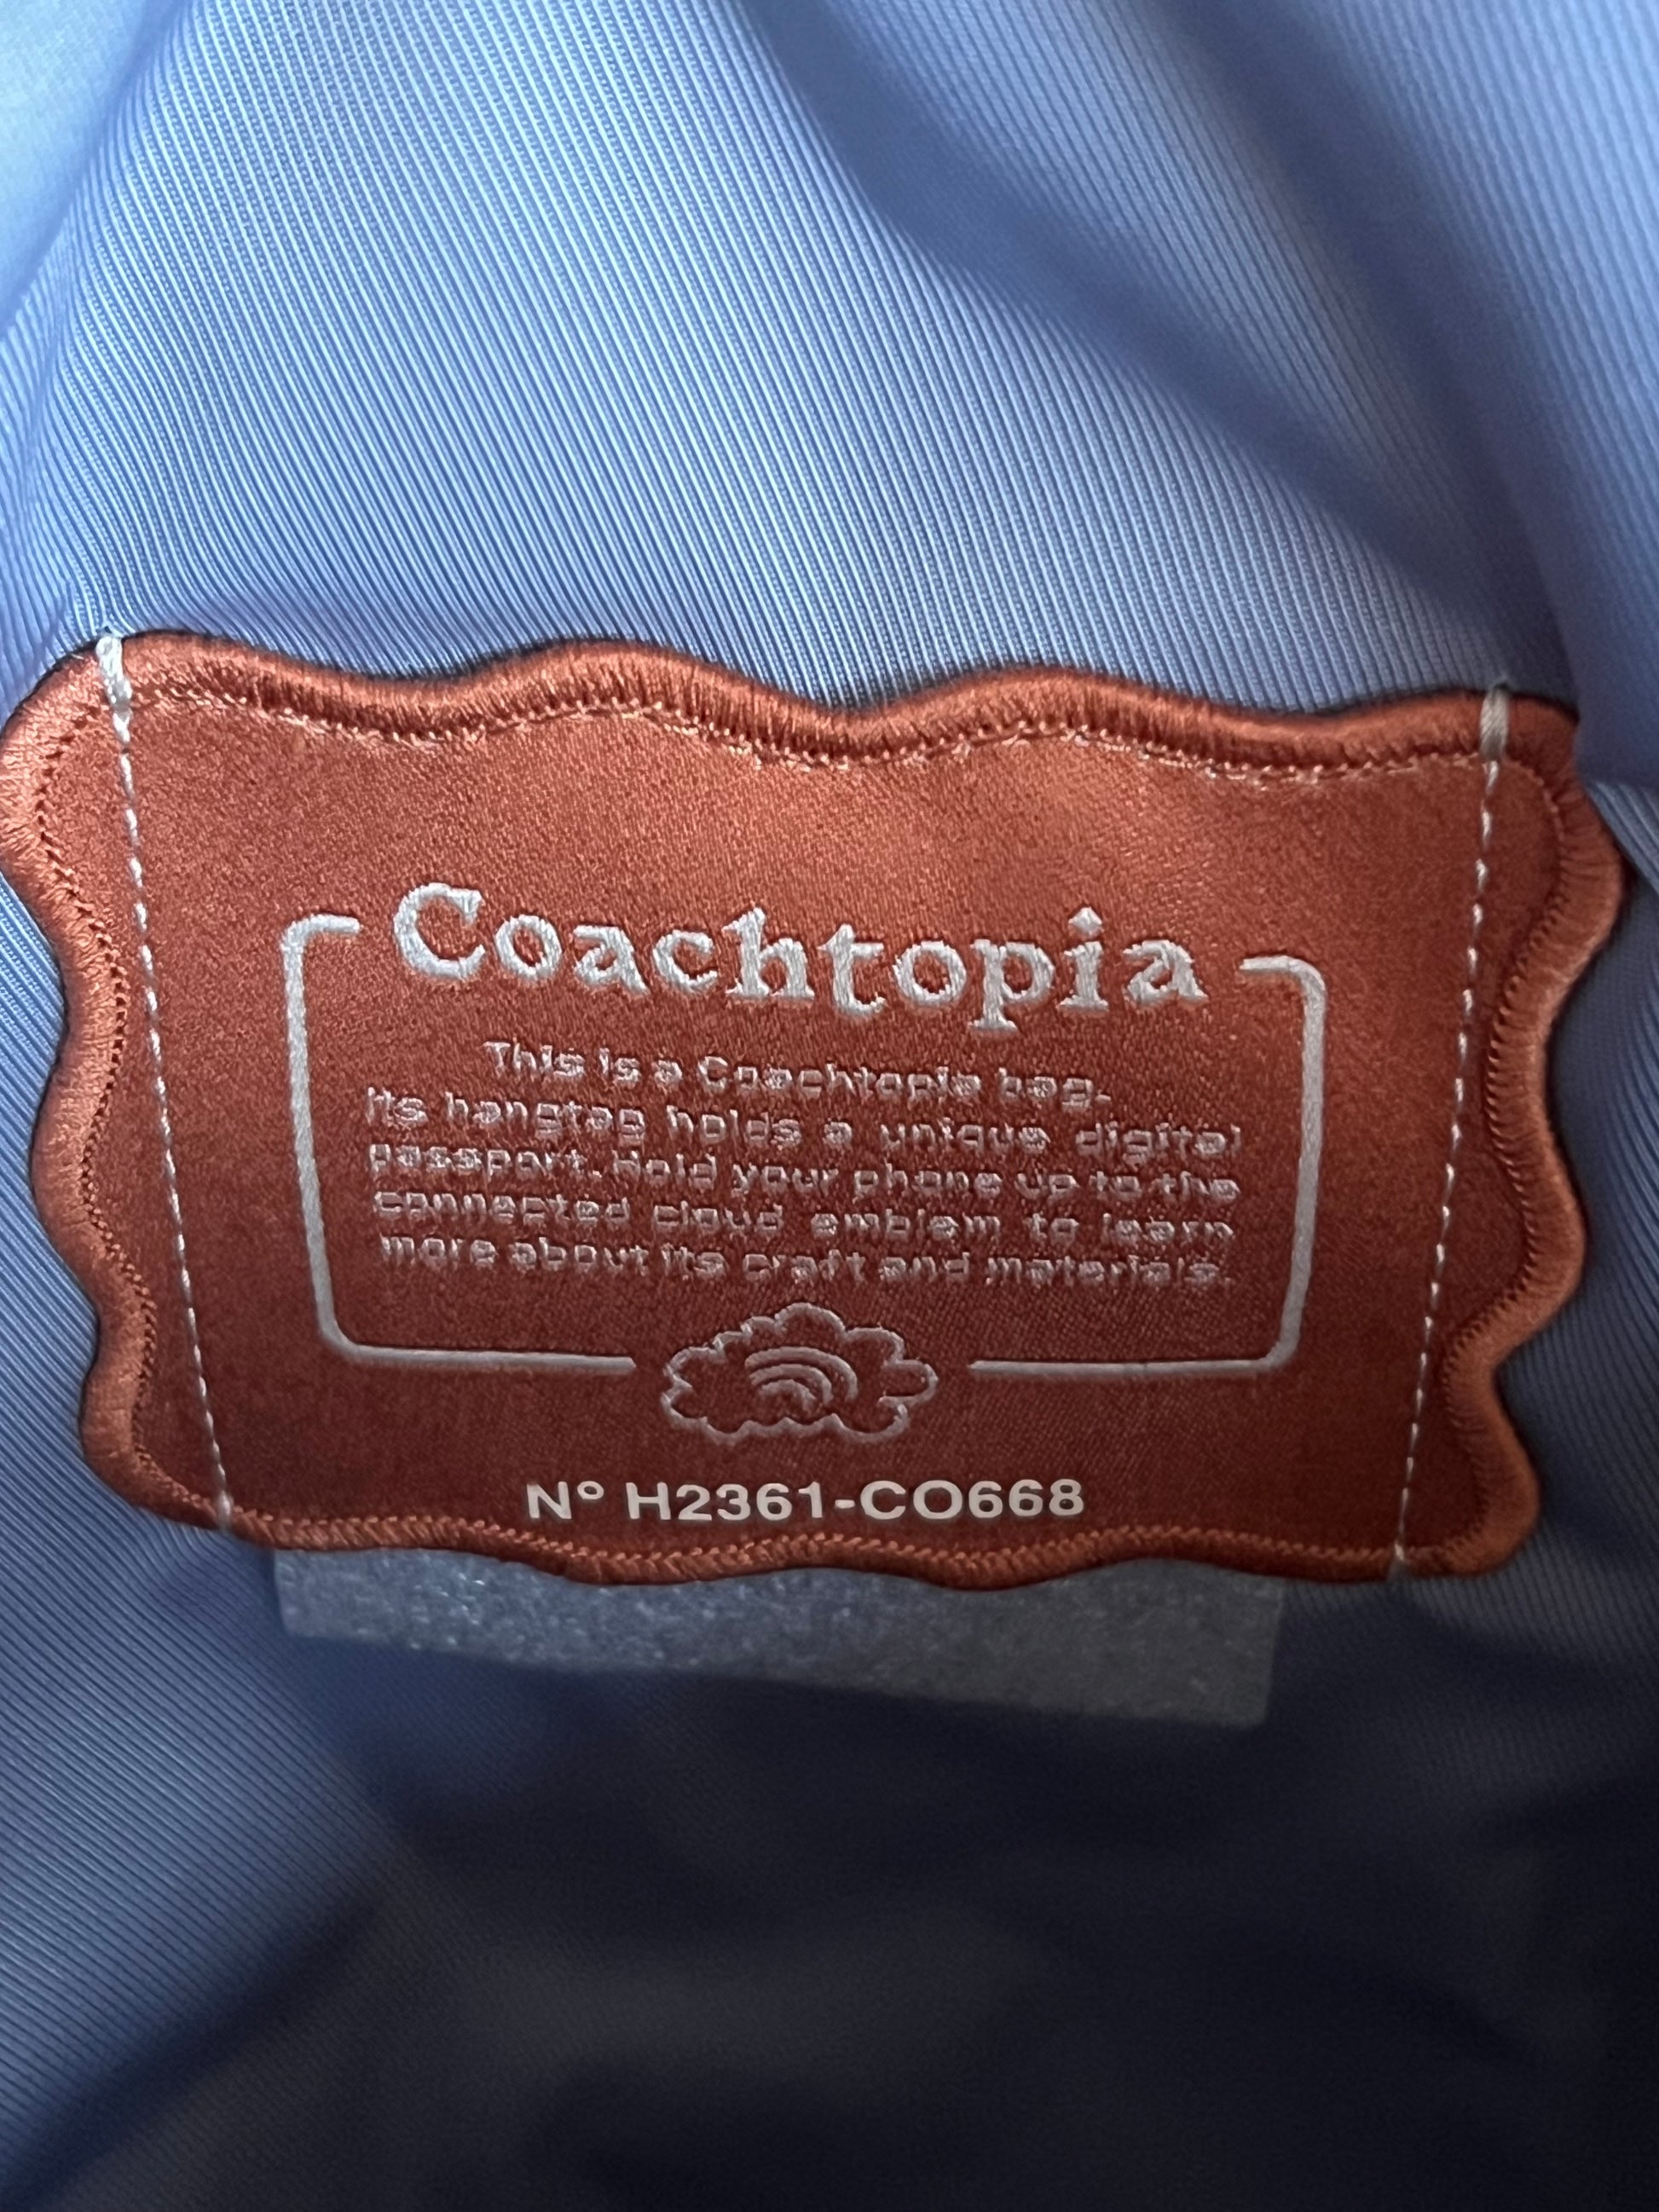 Coachtopia
This is a Coachtopia bag.
Its hangtag holds a unique digital
passport. Hold your phone up to the
connected cloud emblem to learn
more about its craft and materials.
Nº H2361-CO668